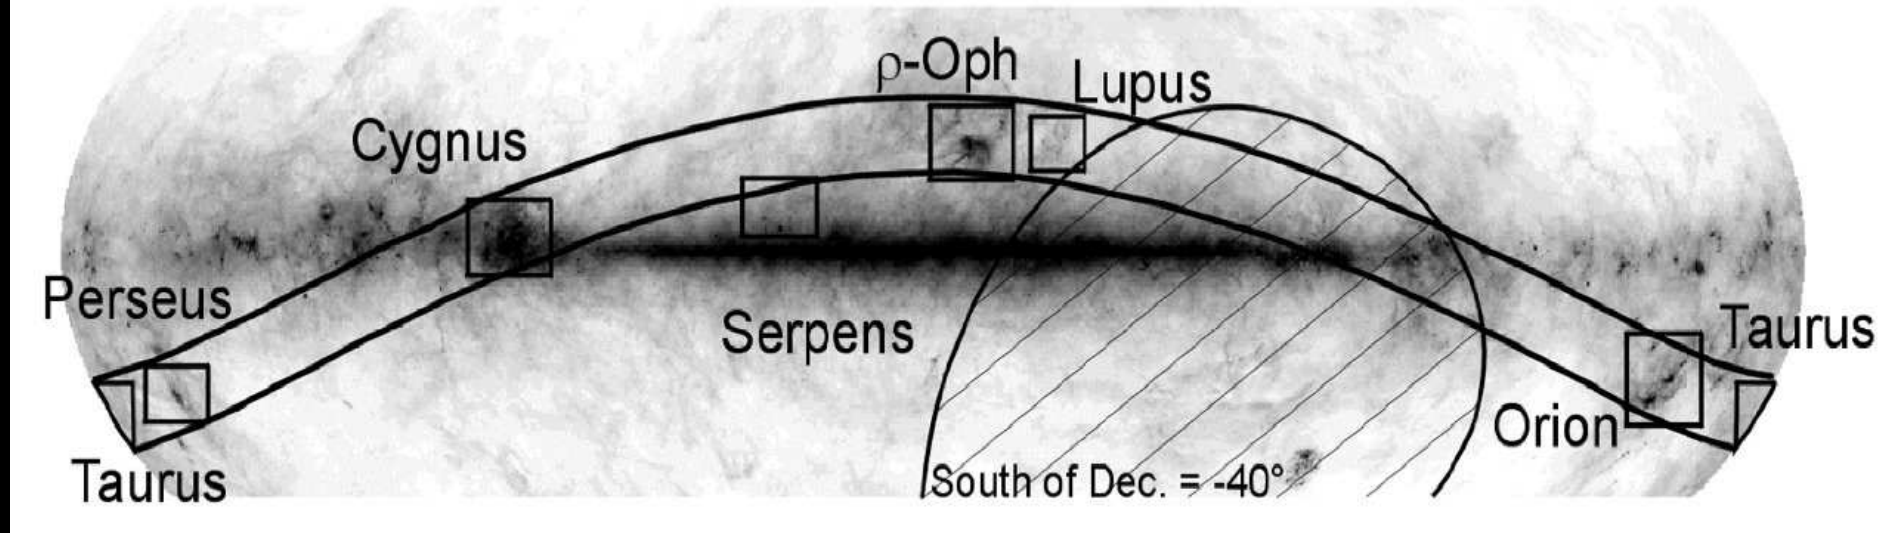 ρ-Oph
Lupus
Cygnus
Perseus
Serpens
Taurus
Orion
Taurus
South of Dec. = -40°